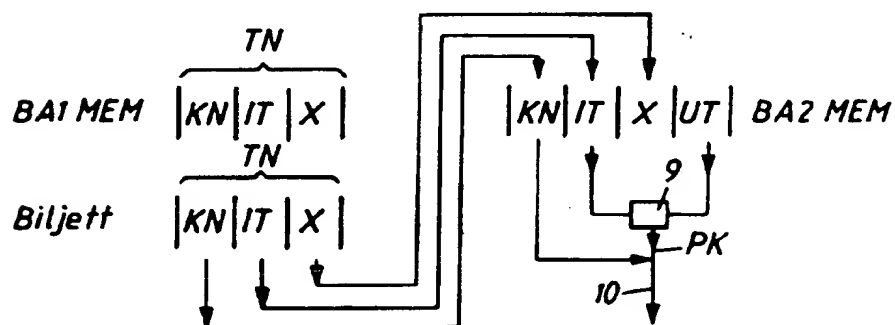 TN
BA1 MEM |KN|IT|X|
TN
Biljett |KN|IT|X|
|KN|IT|X|UT| BA2 MEM
9
PK
10